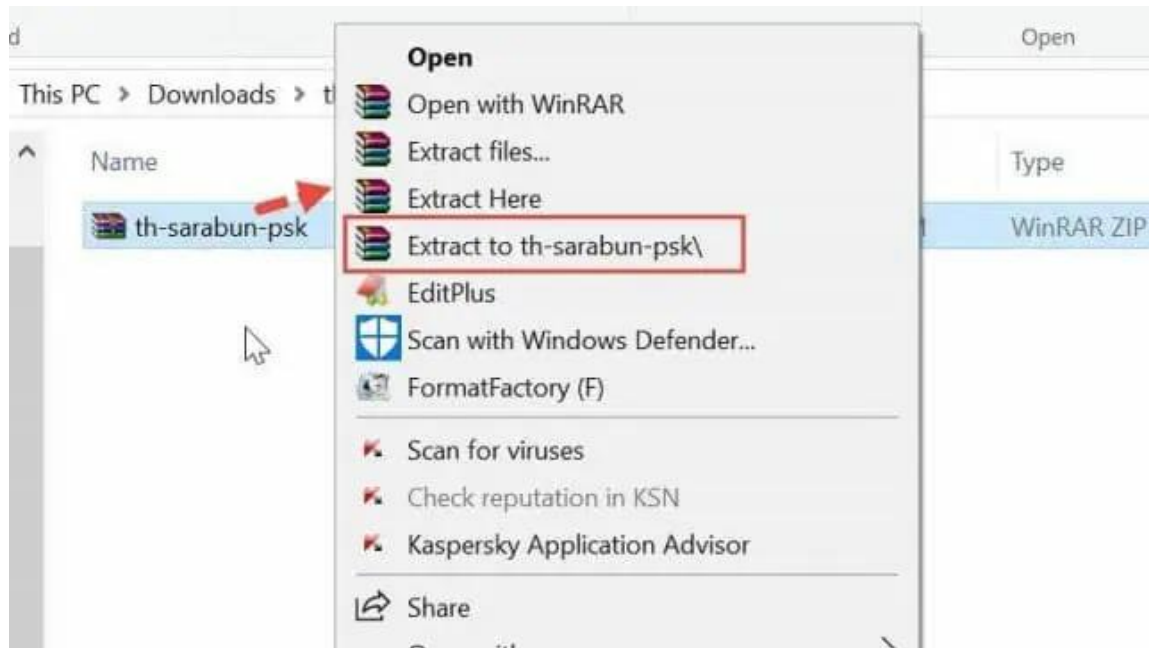 Open
This PC > Downloads >
Name
Type
th-sarabun-psk
WinRAR ZIP
Open
Open with WinRAR
Extract files...
Extract Here
Extract to th-sarabun-psk\
EditPlus
Scan with Windows Defender...
FormatFactory (F)
Scan for viruses
Check reputation in KSN
Kaspersky Application Advisor
Share